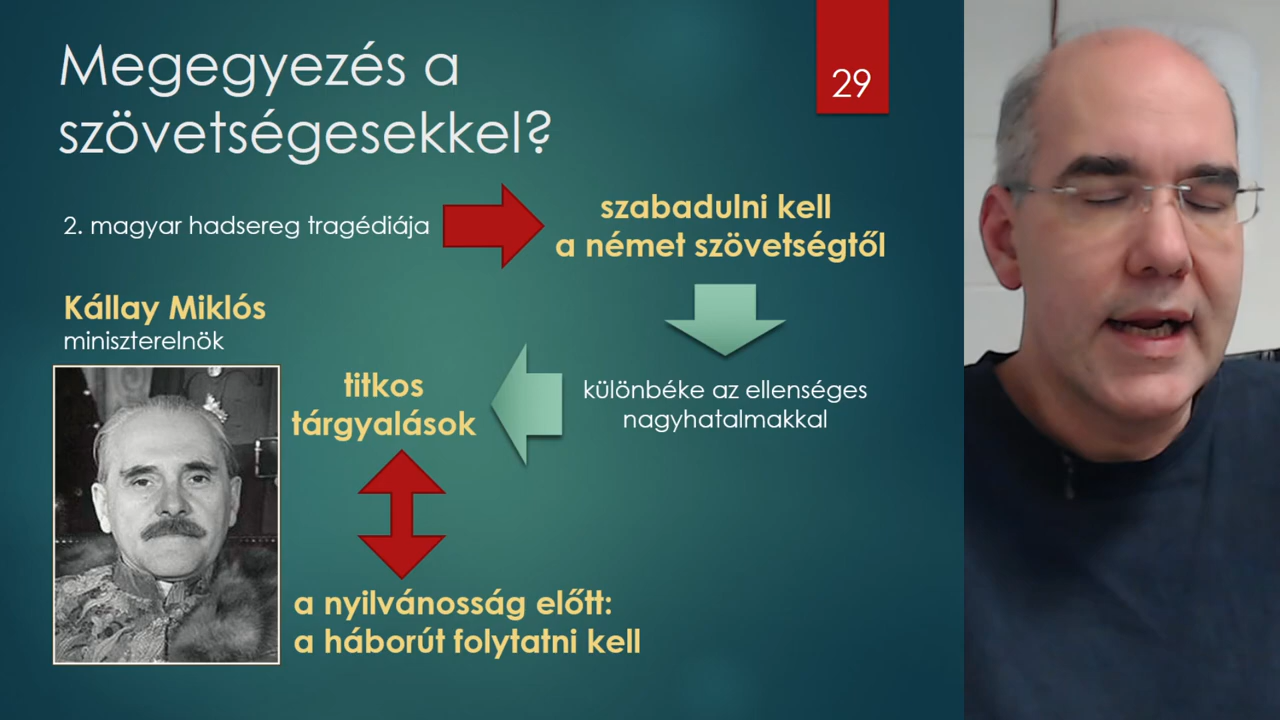 Megegyezés a
szövetségesekkel?
29
2. magyar hadsereg tragédiája
szabadulni kell
a német szövetségtől
Kállay Miklós
miniszterelnök
titkos
tárgyalások
különbéke az ellenséges
nagyhatalmakkal
a nyilvánosság előtt:
a háborút folytatni kell